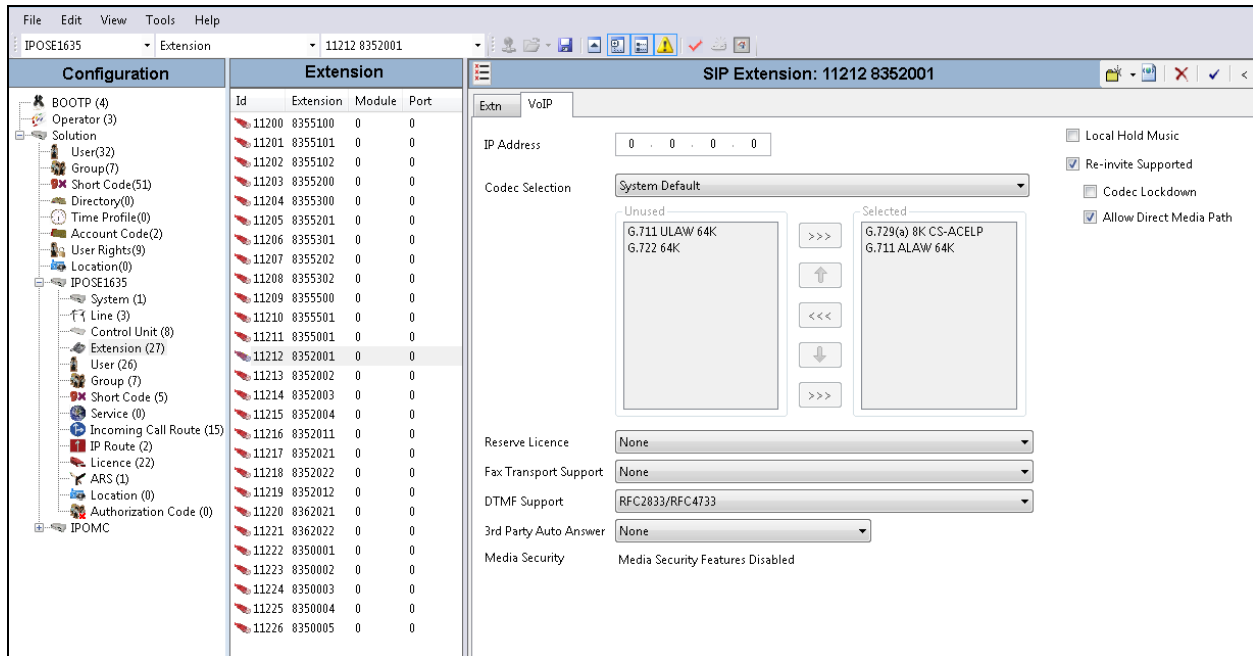 File Edit View Tools Help
IPOSE1635 Extension 11212 8352001
Configuration
BOOTP (4)
Operator (3)
Solution
User(32)
Group(7)
Short Code(51)
Directory(0)
Time Profile(0)
Account Code(2)
User Rights(9)
Location(0)
IPOSE1635
System (1)
Line (3)
Control Unit (8)
Extension (27)
User (26)
Group (7)
Short Code (5)
Service (0)
Incoming Call Route (15)
IP Route (2)
Licence (22)
ARS (1)
Location (0)
Authorization Code (0)
IPOMC
Extension
Id Extension Module Port
11200 8355100 0 0
11201 8355101 0 0
11202 8355102 0 0
11203 8355200 0 0
11204 8355300 0 0
11205 8355201 0 0
11206 8355301 0 0
11207 8355202 0 0
11208 8355302 0 0
11209 8355500 0 0
11210 8355501 0 0
11211 8355001 0 0
11212 8352001 0 0
11213 8352002 0 0
11214 8352003 0 0
11215 8352004 0 0
11216 8352011 0 0
11217 8352021 0 0
11218 8352022 0 0
11219 8352012 0 0
11220 8362021 0 0
11221 8362022 0 0
11222 8350001 0 0
11223 8350002 0 0
11224 8350003 0 0
11225 8350004 0 0
11226 8350005 0 0
SIP Extension: 11212 8352001
Extn VoIP
IP Address 0 . 0 . 0 . 0
Codec Selection System Default
Unused
G.711 ULAW 64K
G.722 64K
>>>
<<<
>>>
Selected
G.729(a) 8K CS-ACELP
G.711 ALAW 64K
Reserve Licence None
Fax Transport Support None
DTMF Support RFC2833/RFC4733
3rd Party Auto Answer None
Media Security Media Security Features Disabled
Local Hold Music
Re-invite Supported
Codec Lockdown
Allow Direct Media Path